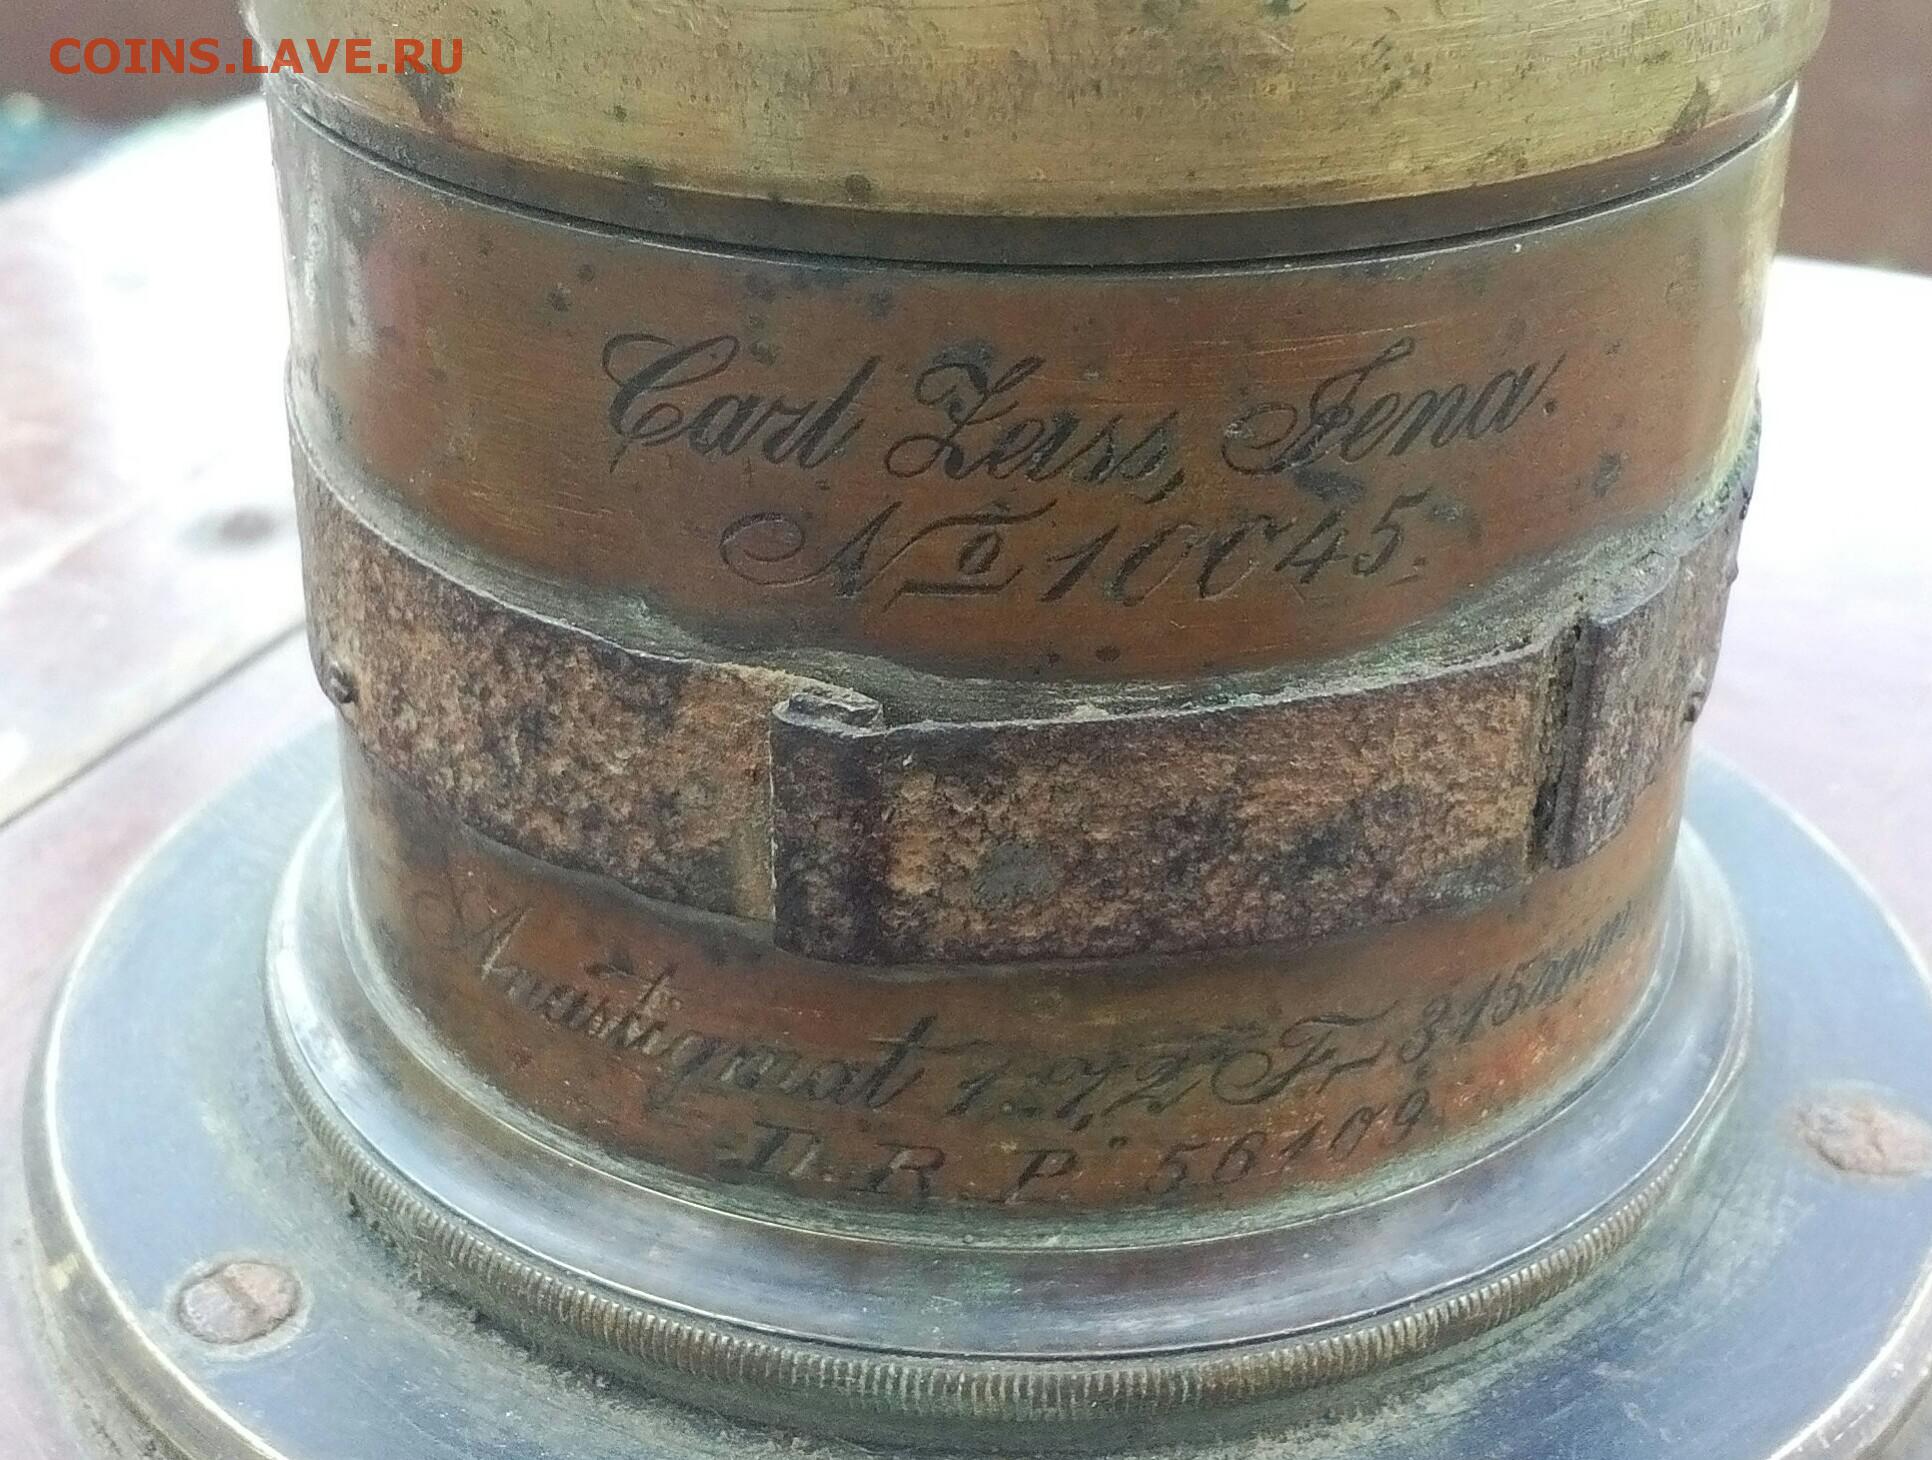 COINS.LAVE.RU
Carl Zeiss, Jena.
No 10045.
Anastigmat 1:7,2 F= 315mm
D. R. P. 56109